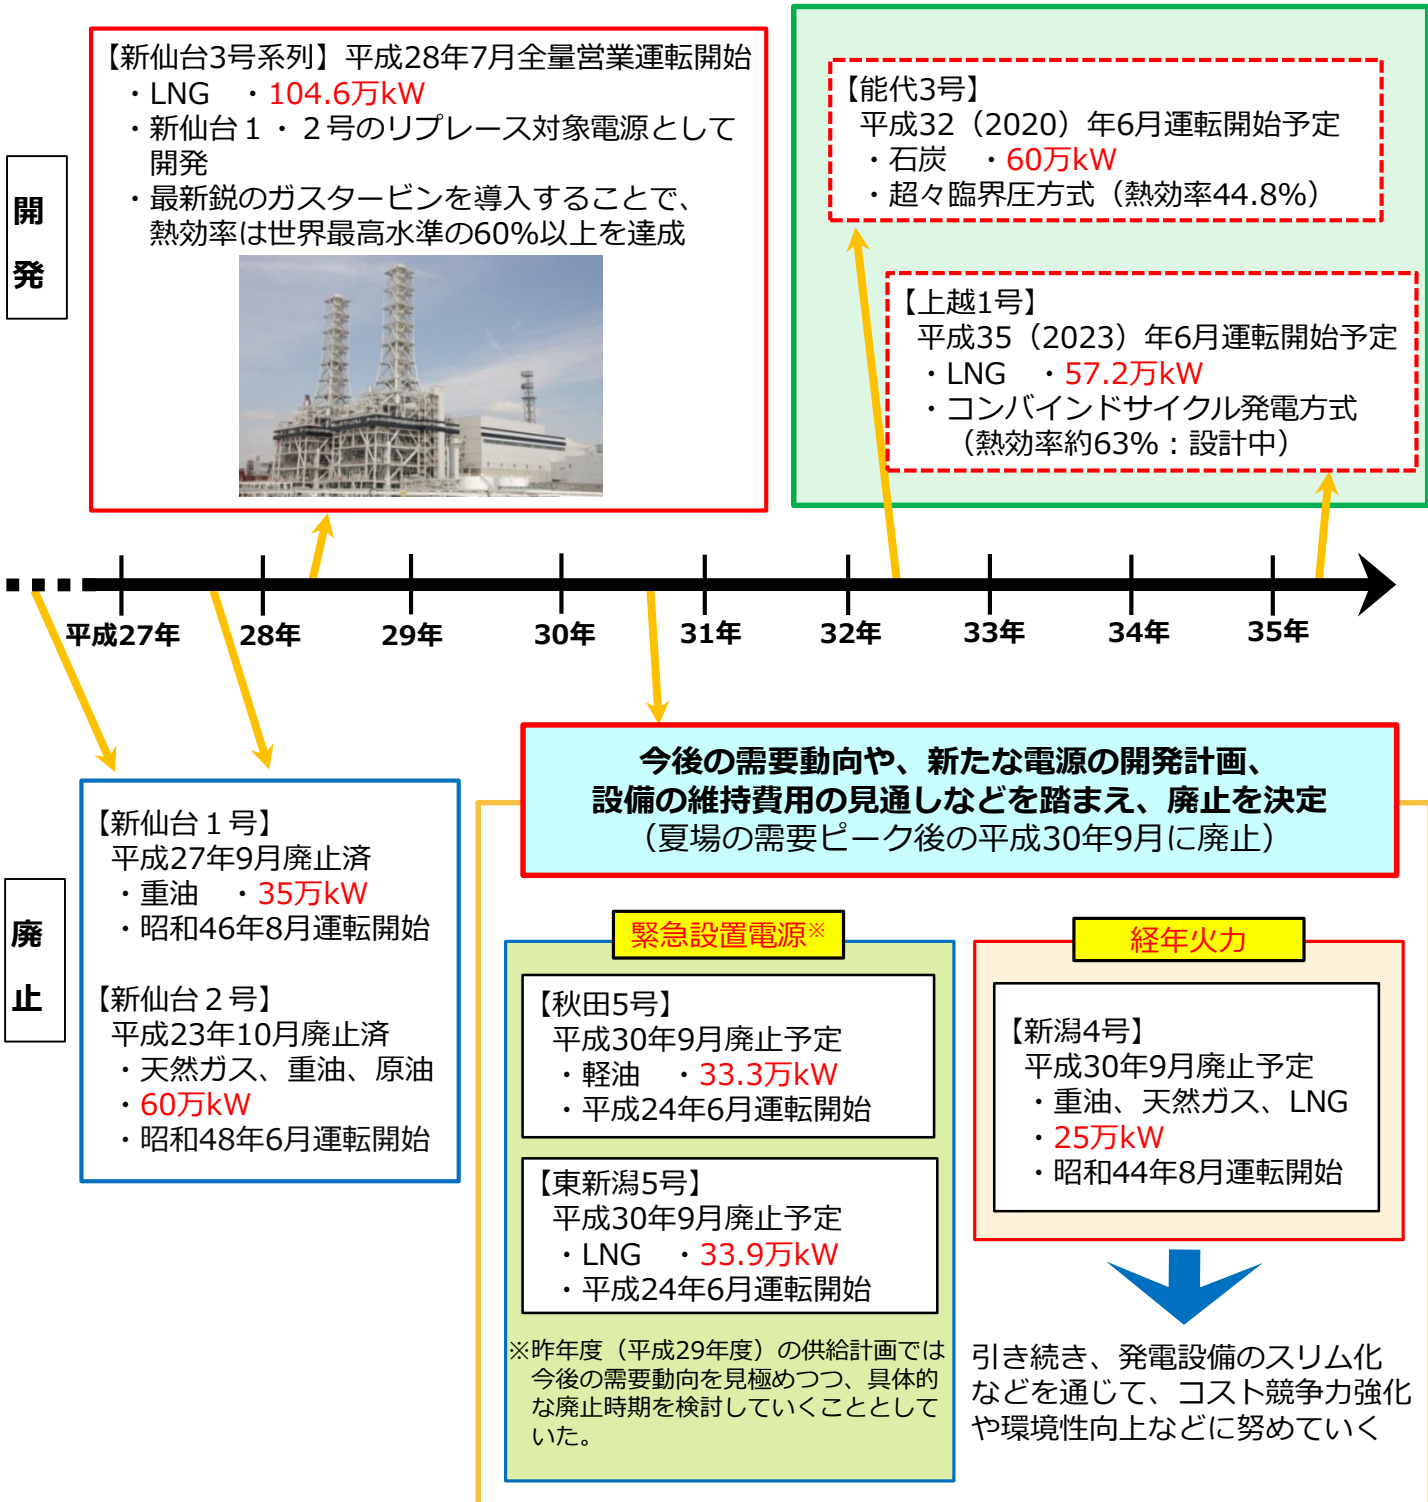 開
発
【新仙台3号系列】平成28年7月全量営業運転開始
・LNG ・104.6万kW
・新仙台１・２号のリプレース対象電源として
開発
・最新鋭のガスタービンを導入することで、
熱効率は世界最高水準の60%以上を達成
【能代3号】
平成32（2020）年6月運転開始予定
・石炭 ・60万kW
・超々臨界圧方式（熱効率44.8%）
【上越1号】
平成35（2023）年6月運転開始予定
・LNG ・57.2万kW
・コンバインドサイクル発電方式
（熱効率約63%：設計中）
平成27年 28年 29年 30年 31年 32年 33年 34年 35年
廃
止
【新仙台１号】
平成27年9月廃止済
・重油 ・35万kW
・昭和46年8月運転開始
【新仙台２号】
平成23年10月廃止済
・天然ガス、重油、原油
・60万kW
・昭和48年6月運転開始
今後の需要動向や、新たな電源の開発計画、
設備の維持費用の見通しなどを踏まえ、廃止を決定
（夏場の需要ピーク後の平成30年9月に廃止）
緊急設置電源※
【秋田5号】
平成30年9月廃止予定
・軽油 ・33.3万kW
・平成24年6月運転開始
【東新潟5号】
平成30年9月廃止予定
・LNG ・33.9万kW
・平成24年6月運転開始
※昨年度（平成29年度）の供給計画では
今後の需要動向を見極めつつ、具体的
な廃止時期を検討していくこととして
いた。
経年火力
【新潟4号】
平成30年9月廃止予定
・重油、天然ガス、LNG
・25万kW
・昭和44年8月運転開始
引き続き、発電設備のスリム化
などを通じて、コスト競争力強化
や環境性向上などに努めていく